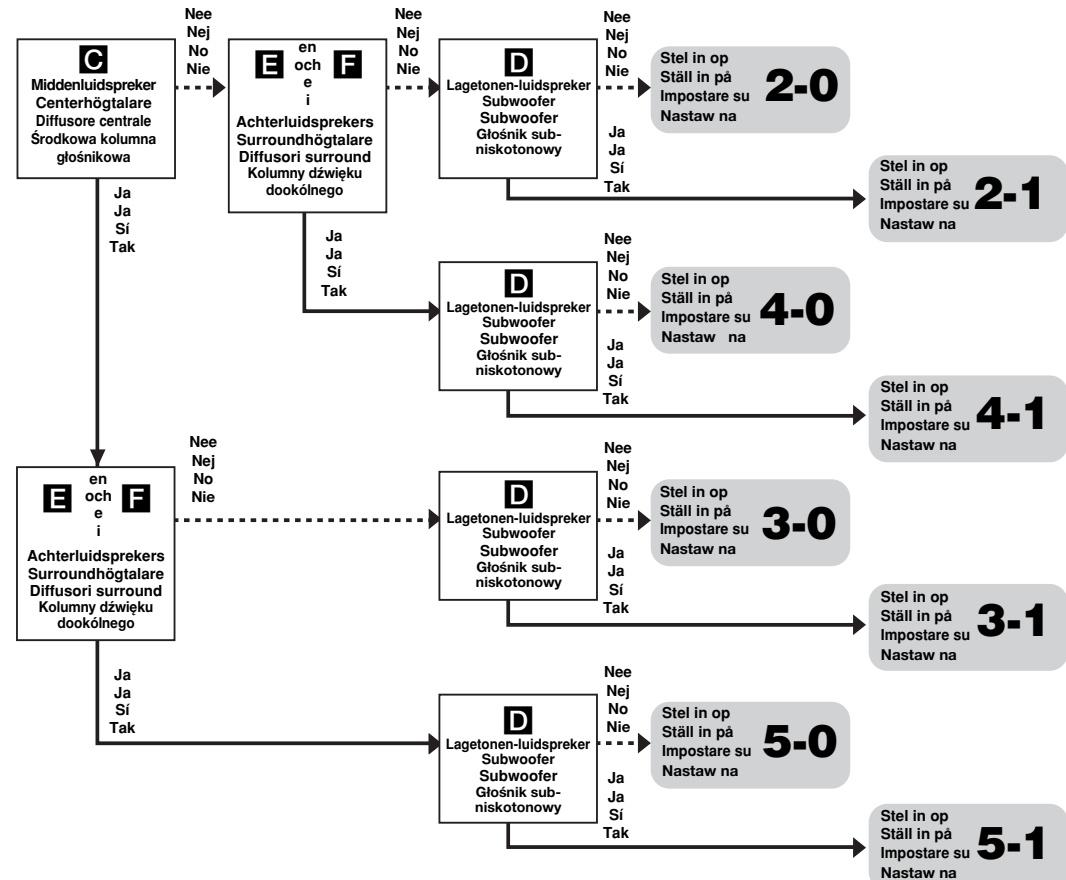 Nee
Nej
No
Nie
C
Middenluidspreker
Centerhögtalare
Diffusore centrale
Środkowa kolumna
głośnikowa
Ja
Ja
Sí
Tak
E en och e i F
Achterluidsprekers
Surroundhögtalare
Diffusori surround
Kolumny dźwięku
dookólnego
Nee
Nej
No
Nie
Ja
Ja
Sí
Tak
D
Lagetonen-luidspreker
Subwoofer
Subwoofer
Głośnik sub-
niskotonowy
Nee
Nej
No
Nie
Stel in op
Ställ in på
Impostare su
Nastaw na
2-0
Ja
Ja
Sí
Tak
Stel in op
Ställ in på
Impostare su
Nastaw na
2-1
D
Lagetonen-luidspreker
Subwoofer
Subwoofer
Głośnik sub-
niskotonowy
Nee
Nej
No
Nie
Stel in op
Ställ in på
Impostare su
Nastaw na
4-0
Ja
Ja
Sí
Tak
Stel in op
Ställ in på
Impostare su
Nastaw na
4-1
E en och e i F
Achterluidsprekers
Surroundhögtalare
Diffusori surround
Kolumny dźwięku
dookólnego
Nee
Nej
No
Nie
D
Lagetonen-luidspreker
Subwoofer
Subwoofer
Głośnik sub-
niskotonowy
Nee
Nej
No
Nie
Stel in op
Ställ in på
Impostare su
Nastaw na
3-0
Ja
Ja
Sí
Tak
Stel in op
Ställ in på
Impostare su
Nastaw na
3-1
Ja
Ja
Sí
Tak
D
Lagetonen-luidspreker
Subwoofer
Subwoofer
Głośnik sub-
niskotonowy
Nee
Nej
No
Nie
Stel in op
Ställ in på
Impostare su
Nastaw na
5-0
Ja
Ja
Sí
Tak
Stel in op
Ställ in på
Impostare su
Nastaw na
5-1